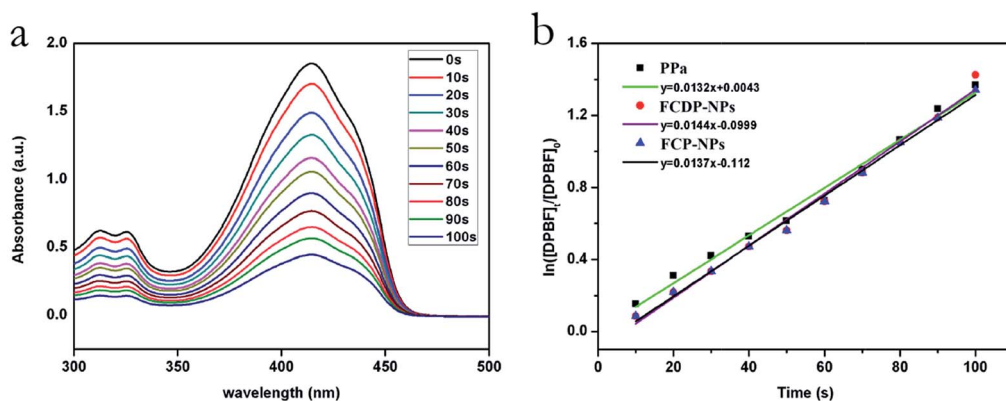 a
2.0
1.5
1.0
0.5
0.0
Absorbance (a.u.)
300
350
400
450
500
wavelength (nm)
0s
10s
20s
30s
40s
50s
60s
70s
80s
90s
100s
b
1.6
1.2
0.8
0.4
0.0
ln([DPBF]t/[DPBF]0)
0
20
40
60
80
100
Time (s)
PPa
y=0.0132x+0.0043
FCDP-NPs
y=0.0144x-0.0999
FCP-NPs
y=0.0137x-0.112